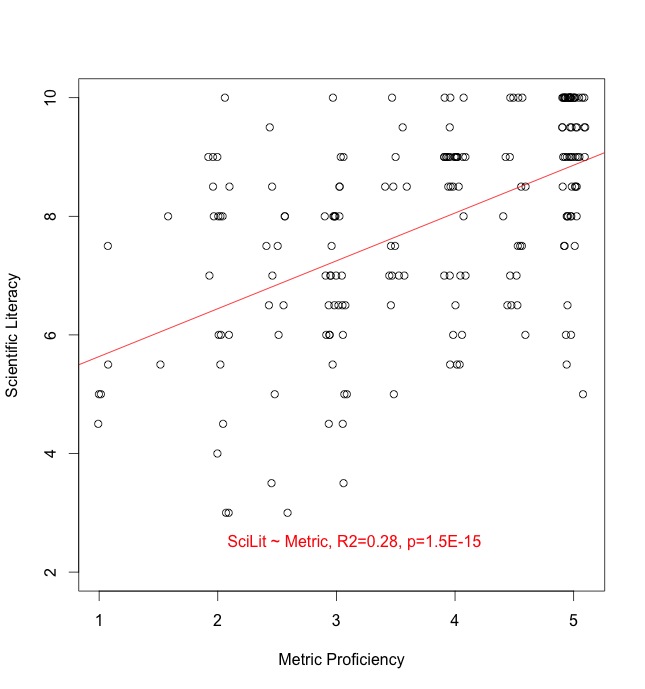 10
8
6
4
2
Scientific Literacy
SciLit ~ Metric, R2=0.28, p=1.5E-15
1 2 3 4 5
Metric Proficiency